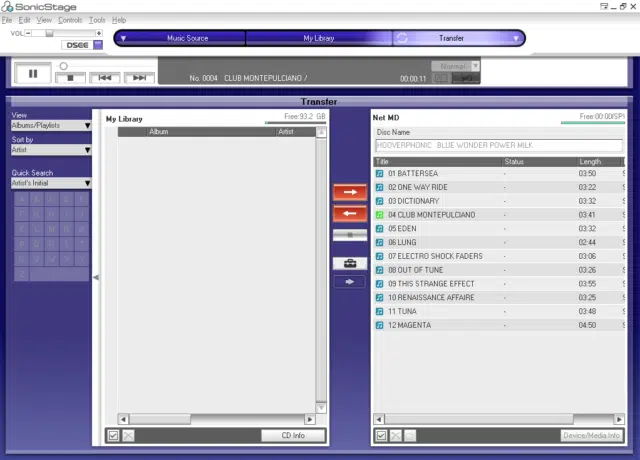 SonicStage
File Edit View Controls Tools Help
VOL
DSEE
Music Source My Library Transfer
No. 0004 CLUB MONTEPULCIANO / 00:00:11
Normal
Transfer
View
Albums/Playlists
Sort by
Artist
Quick Search
Artist's Initial
My Library Free:93.2 GB
Album Artist
CD Info
Net MD Free:00:00(SP)
Disc Name
HOOVERPHONIC BLUE WONDER POWER MILK
Title Status Length
01 BATTERSEA - 03:50
02 ONE WAY RIDE - 03:22
03 DICTIONARY - 03:32
04 CLUB MONTEPULCIANO - 03:41
05 EDEN - 03:32
06 LUNG - 02:44
07 ELECTRO SHOCK FADERS - 03:06
08 OUT OF TUNE - 03:26
09 THIS STRANGE EFFECT - 03:55
10 RENAISSANCE AFFAIRE - 03:25
11 TUNA - 03:48
12 MAGENTA - 04:50
Device/Media Info